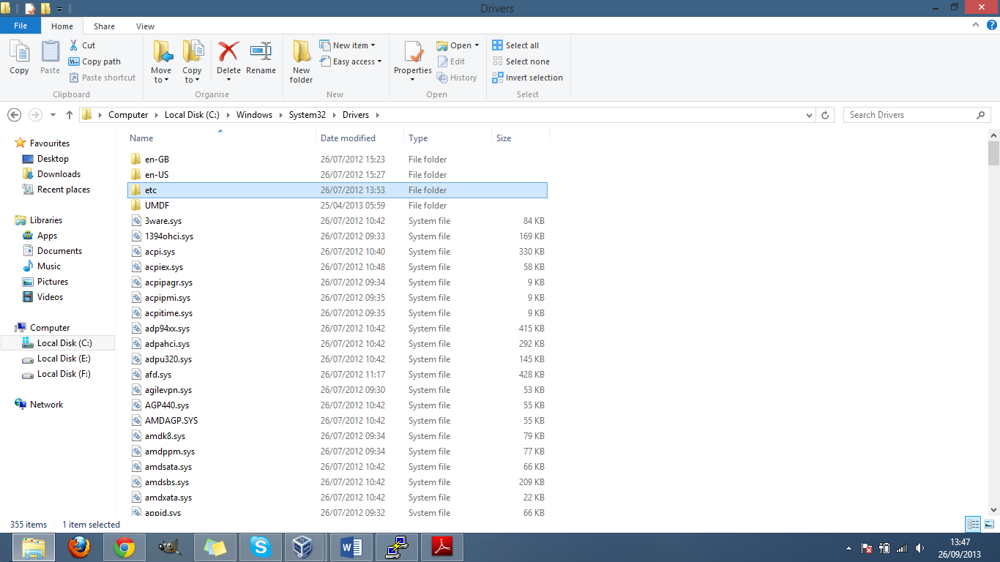 Drivers
File Home Share View
Copy
Paste
Cut
Copy path
Paste shortcut
Clipboard
Move to
Copy to
Delete
Rename
Organise
New folder
New item
Easy access
New
Properties
Open
Edit
History
Open
Select all
Select none
Invert selection
Select
Computer Local Disk (C:) Windows System32 Drivers
Search Drivers
Favourites
Desktop
Downloads
Recent places
Libraries
Apps
Documents
Music
Pictures
Videos
Computer
Local Disk (C:)
Local Disk (E:)
Local Disk (F:)
Network
Name Date modified Type Size
en-GB 26/07/2012 15:23 File folder
en-US 26/07/2012 15:27 File folder
etc 26/07/2012 13:53 File folder
UMDF 25/04/2013 05:59 File folder
3ware.sys 26/07/2012 10:42 System file 84 KB
1394ohci.sys 26/07/2012 09:33 System file 169 KB
acpi.sys 26/07/2012 10:40 System file 330 KB
acpiex.sys 26/07/2012 10:48 System file 58 KB
acpipagr.sys 26/07/2012 09:34 System file 9 KB
acpipmi.sys 26/07/2012 09:35 System file 9 KB
acpitime.sys 26/07/2012 09:35 System file 9 KB
adp94xx.sys 26/07/2012 10:42 System file 415 KB
adpahci.sys 26/07/2012 10:42 System file 292 KB
adpu320.sys 26/07/2012 10:42 System file 145 KB
afd.sys 26/07/2012 11:17 System file 428 KB
agilevpn.sys 26/07/2012 09:30 System file 53 KB
AGP440.sys 26/07/2012 10:42 System file 55 KB
AMDAGP.SYS 26/07/2012 10:42 System file 55 KB
amdk8.sys 26/07/2012 09:34 System file 79 KB
amdppm.sys 26/07/2012 09:34 System file 77 KB
amdsata.sys 26/07/2012 10:42 System file 66 KB
amdsbs.sys 26/07/2012 10:42 System file 209 KB
amdxata.sys 26/07/2012 10:42 System file 22 KB
appid.sys 26/07/2012 09:32 System file 66 KB
355 items 1 item selected
13:47
26/09/2013